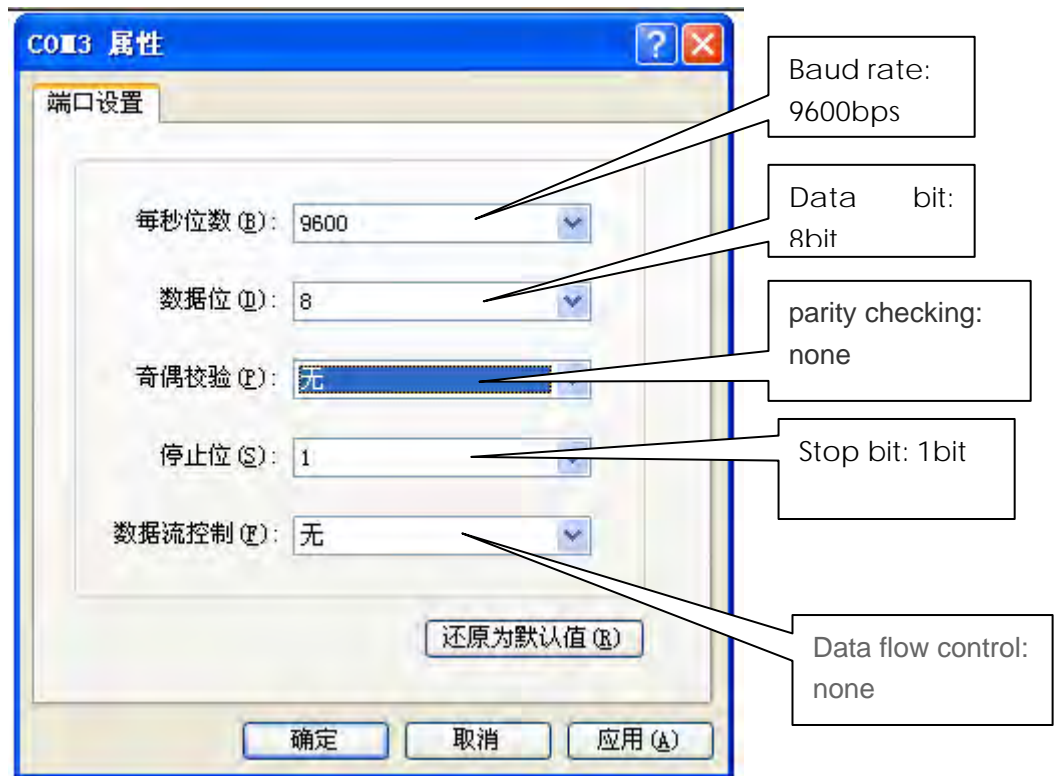 COM3 属性
端口设置
每秒位数(B): 9600
数据位(D): 8
奇偶校验(P): 无
停止位(S): 1
数据流控制(F): 无
还原为默认值(R)
确定 取消 应用(A)
Baud rate:
9600bps
Data bit:
8bit
parity checking:
none
Stop bit: 1bit
Data flow control:
none